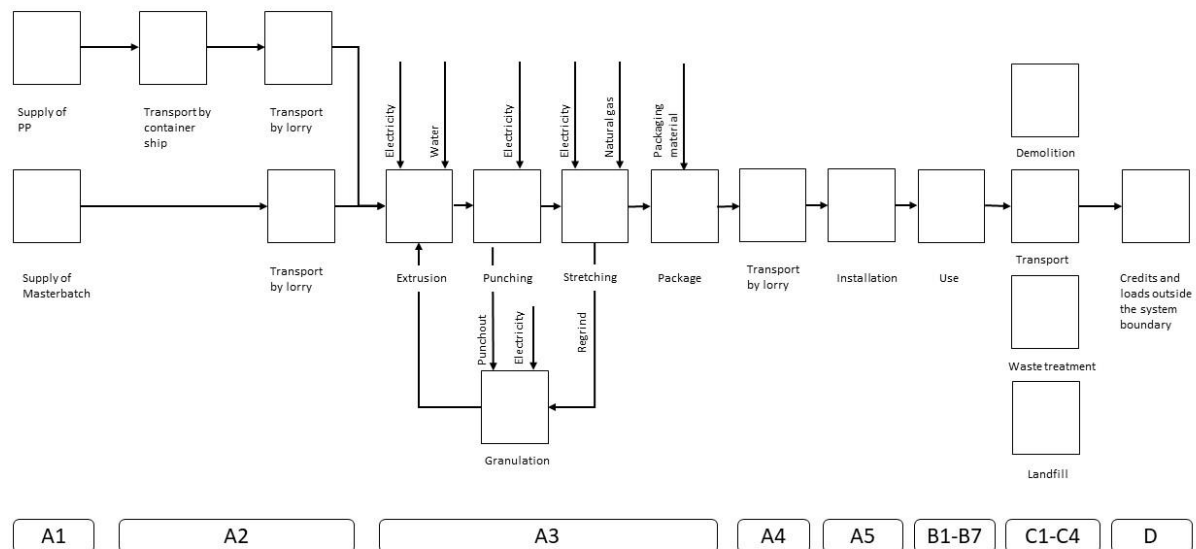 Supply of
PP
Transport by
container
ship
Transport
by lorry
Electricity
Water
Electricity
Electricity
Natural gas
Packaging
material
Demolition
Supply of
Masterbatch
Transport
by lorry
Extrusion
Punching
Stretching
Package
Transport
by lorry
Installation
Use
Transport
Credits and
loads outside
the system
boundary
Punchout
Electricity
Regrind
Waste treatment
Granulation
Landfill
A1
A2
A3
A4
A5
B1-B7
C1-C4
D